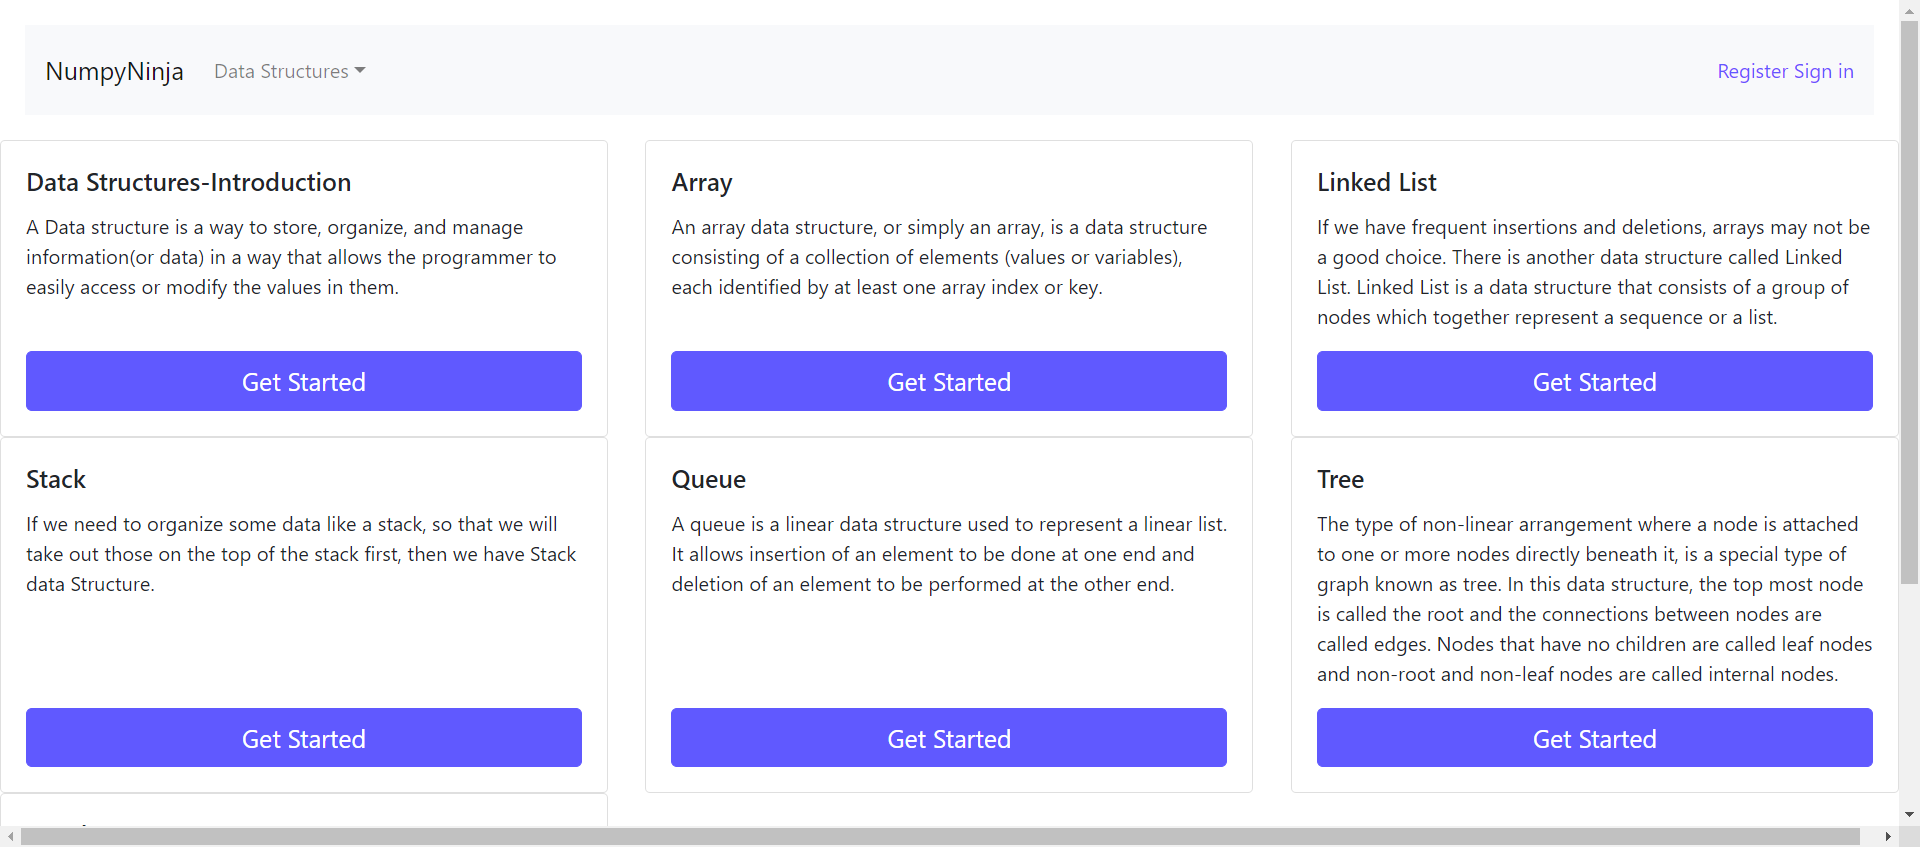 NumpyNinja
Data Structures
Register Sign in
Data Structures-Introduction
A Data structure is a way to store, organize, and manage
information(or data) in a way that allows the programmer to
easily access or modify the values in them.
Get Started
Array
An array data structure, or simply an array, is a data structure
consisting of a collection of elements (values or variables),
each identified by at least one array index or key.
Get Started
Linked List
If we have frequent insertions and deletions, arrays may not be
a good choice. There is another data structure called Linked
List. Linked List is a data structure that consists of a group of
nodes which together represent a sequence or a list.
Get Started
Stack
If we need to organize some data like a stack, so that we will
take out those on the top of the stack first, then we have Stack
data Structure.
Get Started
Queue
A queue is a linear data structure used to represent a linear list.
It allows insertion of an element to be done at one end and
deletion of an element to be performed at the other end.
Get Started
Tree
The type of non-linear arrangement where a node is attached
to one or more nodes directly beneath it, is a special type of
graph known as tree. In this data structure, the top most node
is called the root and the connections between nodes are
called edges. Nodes that have no children are called leaf nodes
and non-root and non-leaf nodes are called internal nodes.
Get Started